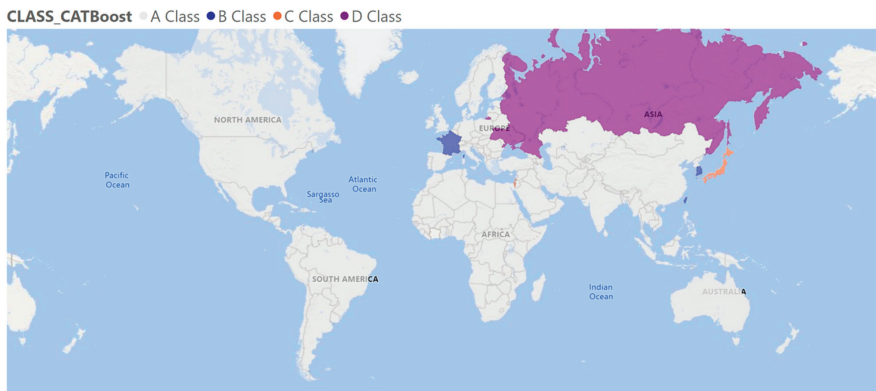 CLASS_CATBoost A Class B Class C Class D Class
NORTH AMERICA
EUROPE
ASIA
Pacific
Ocean
Atlantic
Ocean
Sargasso
Sea
AFRICA
SOUTH AMERICA
Indian
Ocean
AUSTRALIA